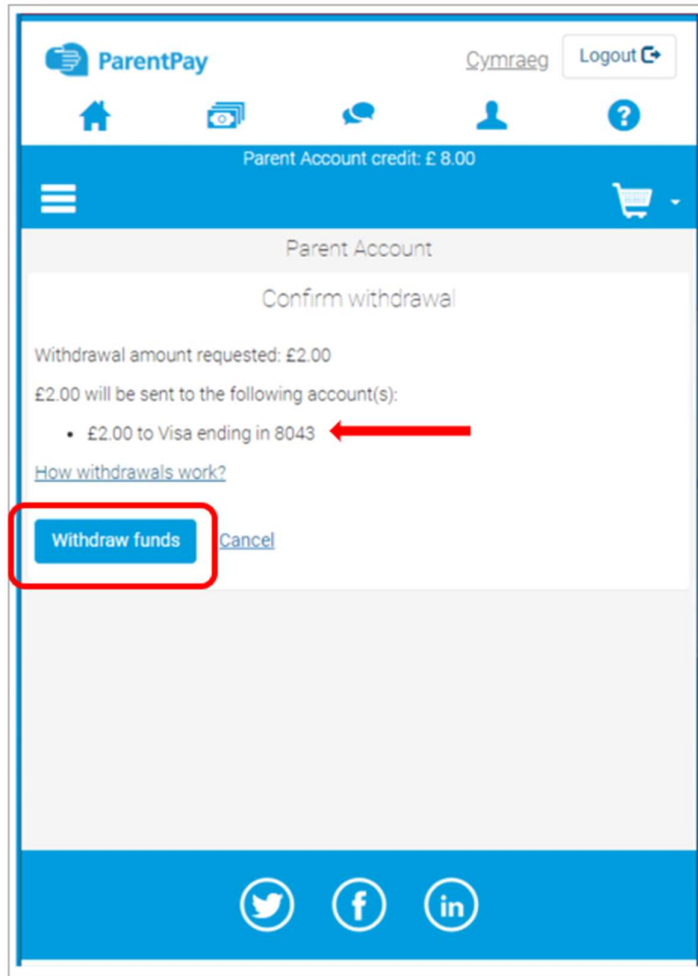 ParentPay
Cymraeg
Logout
Parent Account credit: £ 8.00
Parent Account
Confirm withdrawal
Withdrawal amount requested: £2.00
£2.00 will be sent to the following account(s):
• £2.00 to Visa ending in 8043
How withdrawals work?
Withdraw funds
Cancel